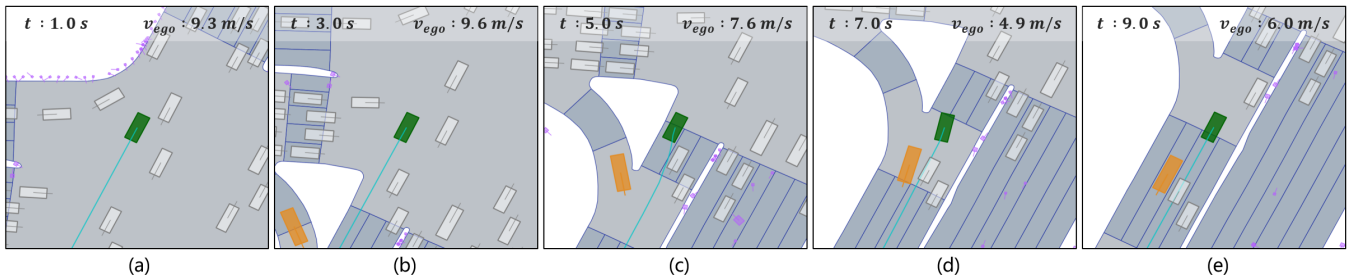 t : 1.0 s v_ego : 9.3 m/s
t : 3.0 s v_ego : 9.6 m/s
t : 5.0 s v_ego : 7.6 m/s
t : 7.0 s v_ego : 4.9 m/s
t : 9.0 s v_ego : 6.0 m/s
(a) (b) (c) (d) (e)